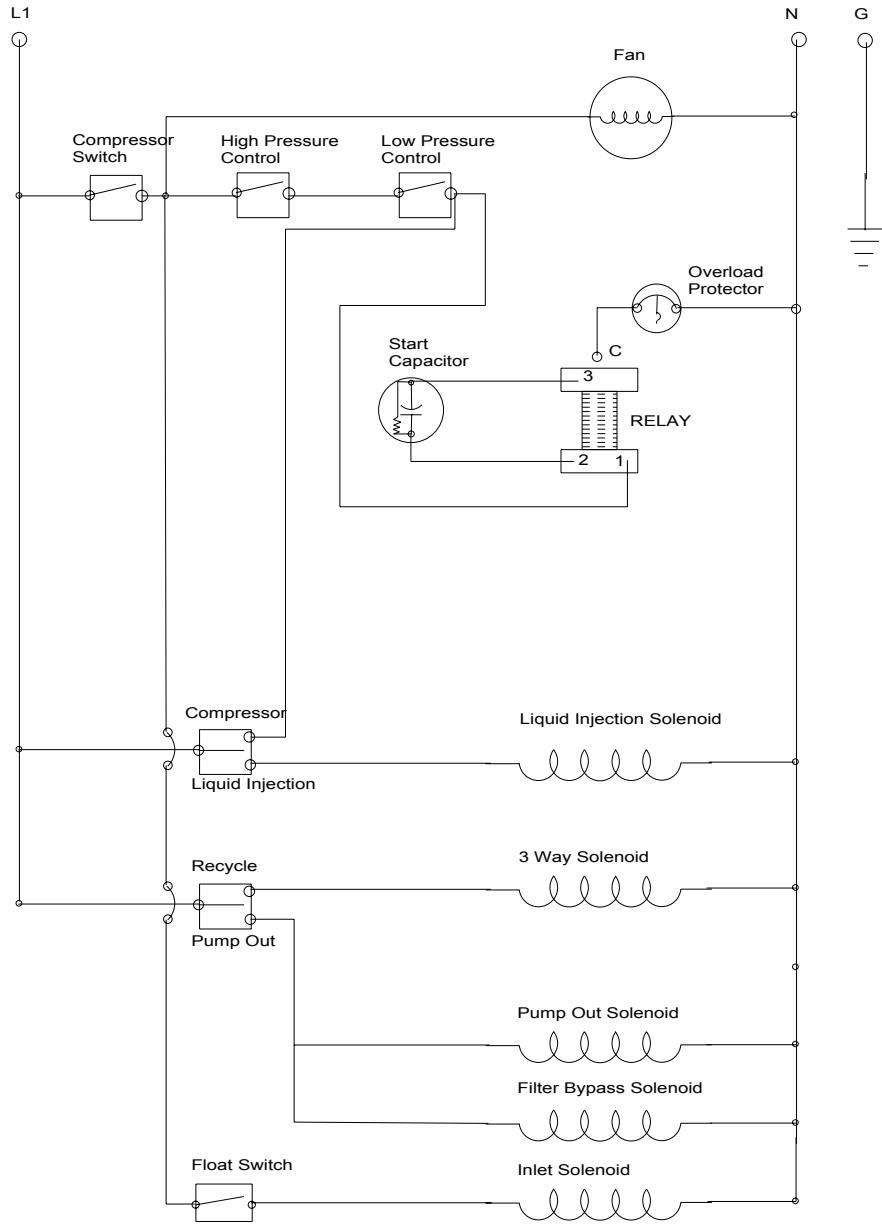 L1
N
G
Fan
Compressor
Switch
High Pressure
Control
Low Pressure
Control
Overload
Protector
Start
Capacitor
C
3
RELAY
2
1
Compressor
Liquid Injection Solenoid
Liquid Injection
Recycle
3 Way Solenoid
Pump Out
Pump Out Solenoid
Filter Bypass Solenoid
Float Switch
Inlet Solenoid